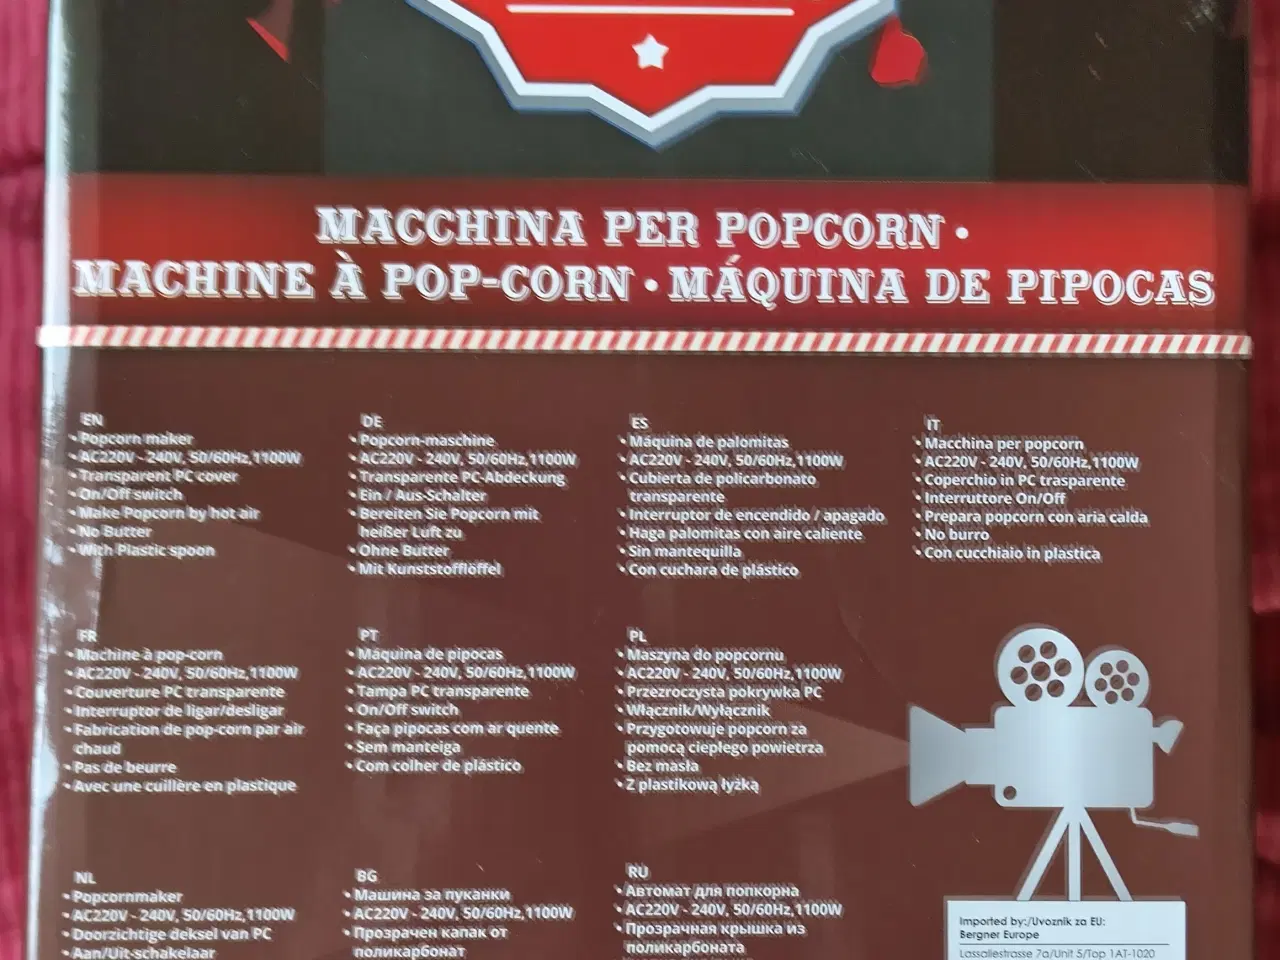 MACCHINA PER POPCORN •
MACHINE À POP-CORN • MÁQUINA DE PIPOCAS
EN
• Popcorn maker
• AC220V - 240V, 50/60Hz,1100W
• Transparent PC cover
• On/Off switch
• Make Popcorn by hot air
• No Butter
• With Plastic spoon
DE
• Popcorn-maschine
• AC220V - 240V, 50/60Hz,1100W
• Transparente PC-Abdeckung
• Ein / Aus-Schalter
• Bereiten Sie Popcorn mit
heißer Luft zu
• Ohne Butter
• Mit Kunststofflöffel
ES
• Máquina de palomitas
• AC220V - 240V, 50/60Hz,1100W
• Cubierta de policarbonato
transparente
• Interruptor de encendido / apagado
• Haga palomitas con aire caliente
• Sin mantequilla
• Con cuchara de plástico
IT
• Macchina per popcorn
• AC220V - 240V, 50/60Hz,1100W
• Coperchio in PC trasparente
• Interruttore On/Off
• Prepara popcorn con aria calda
• No burro
• Con cucchiaio in plastica
FR
• Machine à pop-corn
• AC220V - 240V, 50/60Hz,1100W
• Couverture PC transparente
• Interruptor de ligar/desligar
• Fabrication de pop-corn par air
chaud
• Pas de beurre
• Avec une cuillère en plastique
PT
• Máquina de pipocas
• AC220V - 240V, 50/60Hz,1100W
• Tampa PC transparente
• On/Off switch
• Faça pipocas com ar quente
• Sem manteiga
• Com colher de plástico
PL
• Maszyna do popcornu
• AC220V - 240V, 50/60Hz,1100W
• Przezroczysta pokrywka PC
• Włącznik/Wyłącznik
• Przygotowuje popcorn za
pomocą ciepłego powietrza
• Bez masła
• Z plastikową łyżką
NL
• Popcornmaker
• AC220V - 240V, 50/60Hz,1100W
• Doorzichtige deksel van PC
• Aan/Uit-schakelaar
BG
• Машина за пуканки
• AC220V - 240V, 50/60Hz,1100W
• Прозрачен капак от
поликарбонат
RU
• Автомат для попкорна
• AC220V - 240V, 50/60Hz,1100W
• Прозрачная крышка из
поликарбоната
Imported by:/Uvoznik za EU:
Bergner Europe
Lassallestrasse 7a/Unit 5/Top 1AT-1020